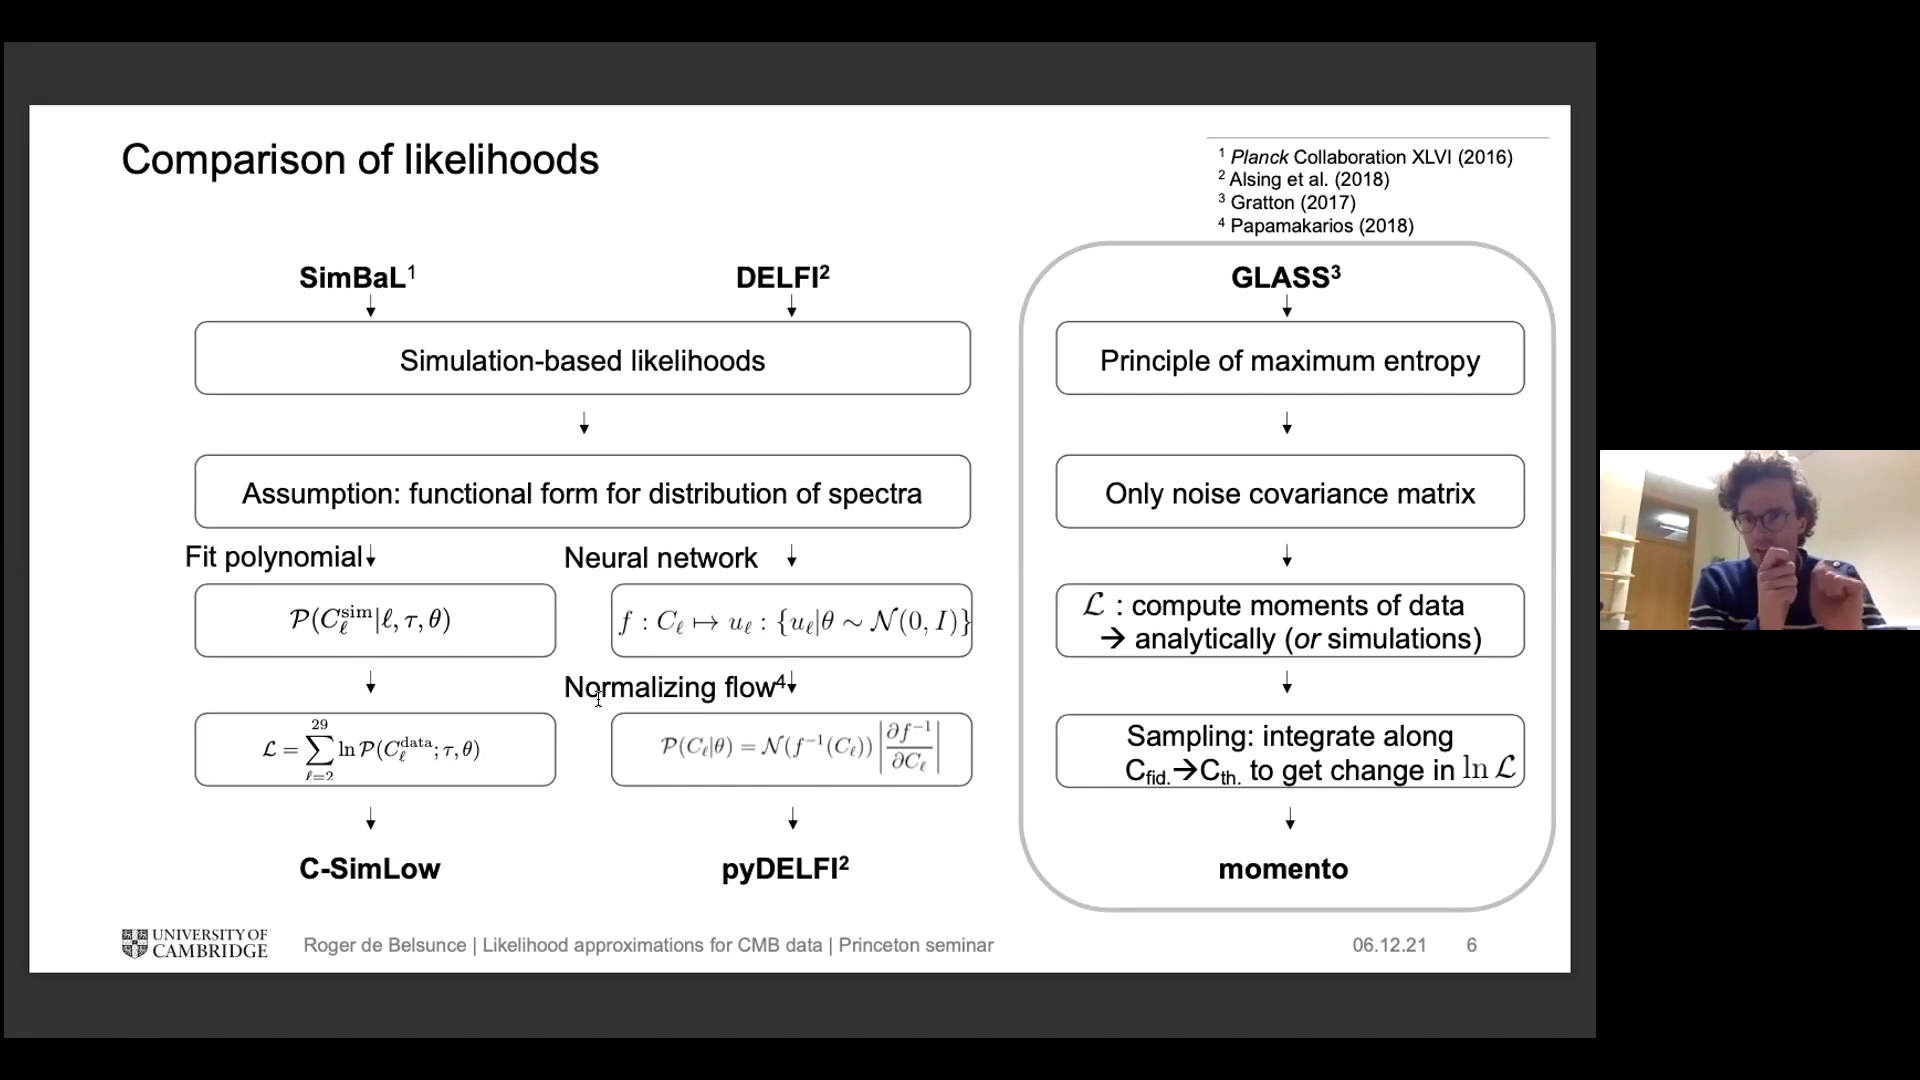 Comparison of likelihoods
¹ Planck Collaboration XLVI (2016)
² Alsing et al. (2018)
³ Gratton (2017)
⁴ Papamakarios (2018)
SimBaL¹
DELFI²
GLASS³
Simulation-based likelihoods
Principle of maximum entropy
Assumption: functional form for distribution of spectra
Only noise covariance matrix
Fit polynomial
Neural network
𝒫(C_ℓ^sim|ℓ, τ, θ)
f : C_ℓ ↦ u_ℓ : {u_ℓ|θ ∼ 𝒩(0, I)}
ℒ : compute moments of data
→ analytically (or simulations)
Normalizing flow⁴
ℒ = ∑_{ℓ=2}^{29} ln 𝒫(C_ℓ^data; τ, θ)
𝒫(C_ℓ|θ) = 𝒩(f⁻¹(C_ℓ)) |∂f⁻¹/∂C_ℓ|
Sampling: integrate along
C_fid.→C_th. to get change in ln ℒ
C-SimLow
pyDELFI²
momento
UNIVERSITY OF
CAMBRIDGE
Roger de Belsunce | Likelihood approximations for CMB data | Princeton seminar
06.12.21
6